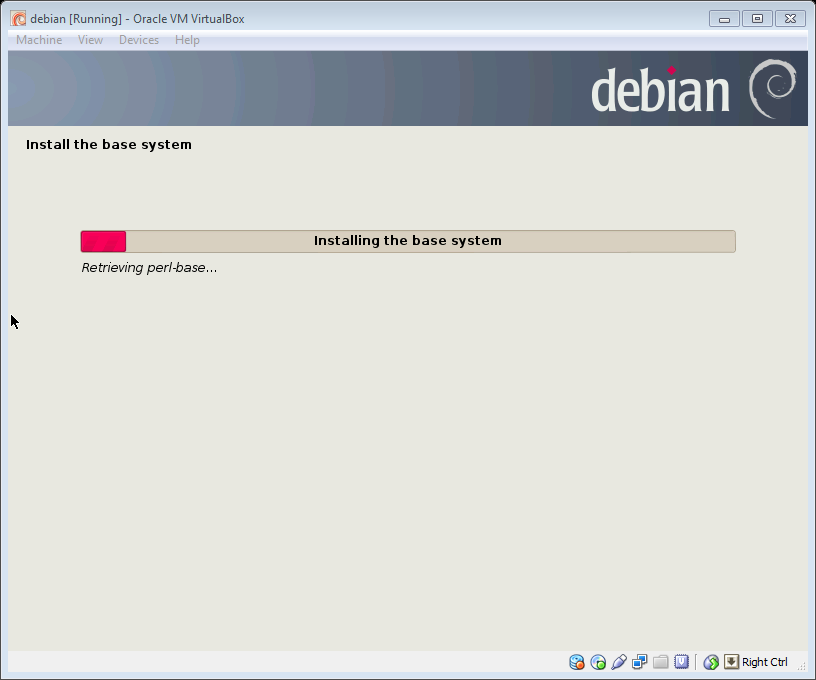 debian [Running] - Oracle VM VirtualBox
Machine View Devices Help
debian
Install the base system
Installing the base system
Retrieving perl-base...
Right Ctrl